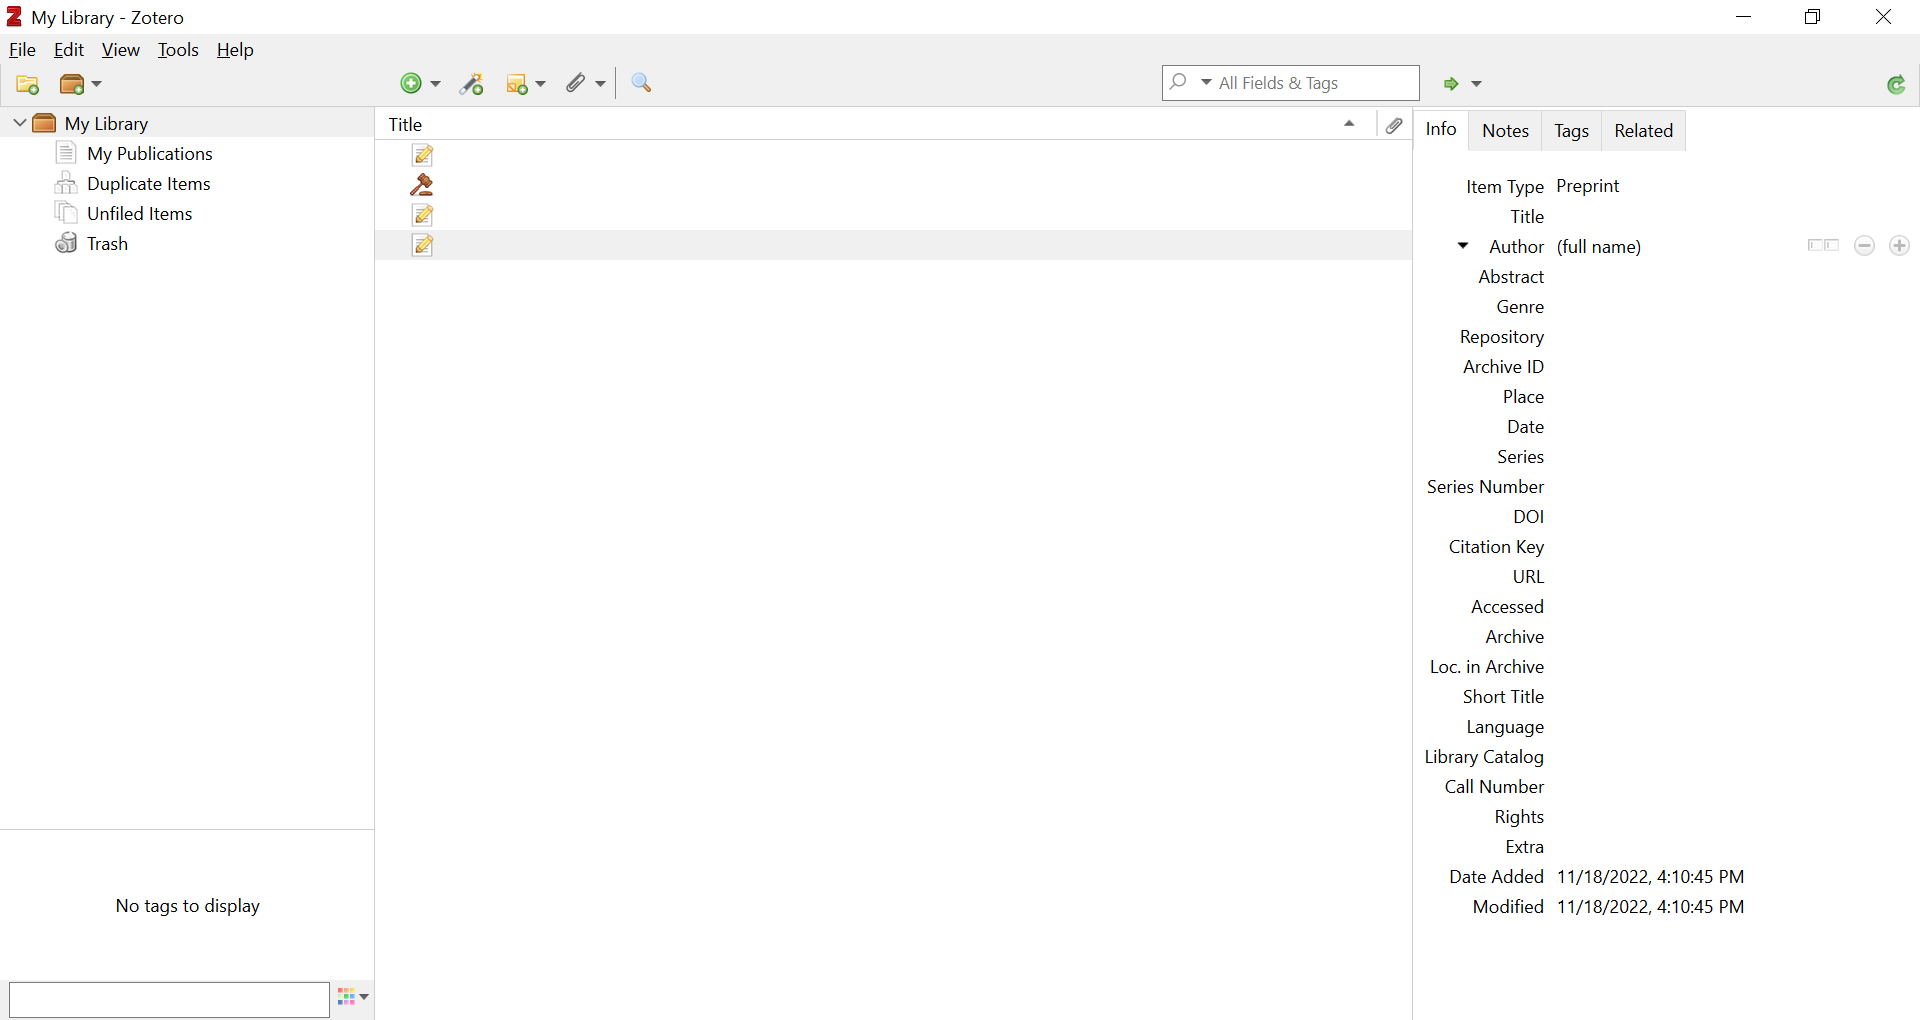 My Library - Zotero
File Edit View Tools Help
All Fields & Tags
My Library
My Publications
Duplicate Items
Unfiled Items
Trash
No tags to display
Title
Info Notes Tags Related
Item Type Preprint
Title
Author (full name)
Abstract
Genre
Repository
Archive ID
Place
Date
Series
Series Number
DOI
Citation Key
URL
Accessed
Archive
Loc. in Archive
Short Title
Language
Library Catalog
Call Number
Rights
Extra
Date Added 11/18/2022, 4:10:45 PM
Modified 11/18/2022, 4:10:45 PM